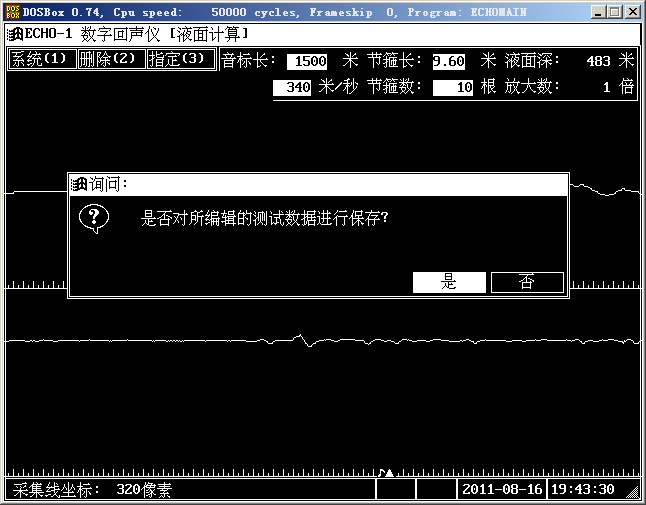 DOSBox 0.74, Cpu speed: 50000 cycles, Frameskip 0, Program: ECHOMAIN
ECHO-1 数字回声仪 [液面计算]
系统(1) 删除(2) 指定(3) 音标长: 1500 米 节箍长: 9.60 米 液面深: 483 米
340 米/秒 节箍数: 10 根 放大数: 1 倍
询问:
是否对所编辑的测试数据进行保存?
是 否
采集线坐标: 320像素 2011-08-16 19:43:30